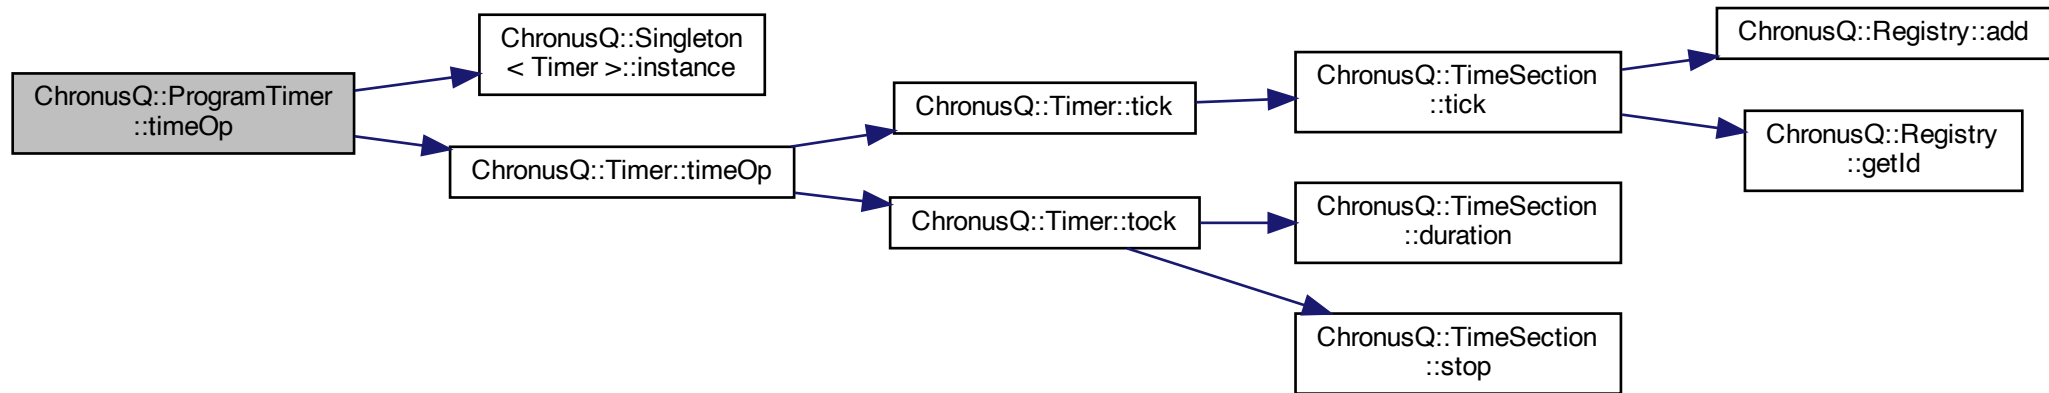 ChronusQ::ProgramTimer
::timeOp
ChronusQ::Singleton
< Timer >::instance
ChronusQ::Timer::timeOp
ChronusQ::Timer::tick
ChronusQ::Timer::tock
ChronusQ::TimeSection
::tick
ChronusQ::TimeSection
::duration
ChronusQ::TimeSection
::stop
ChronusQ::Registry::add
ChronusQ::Registry
::getId